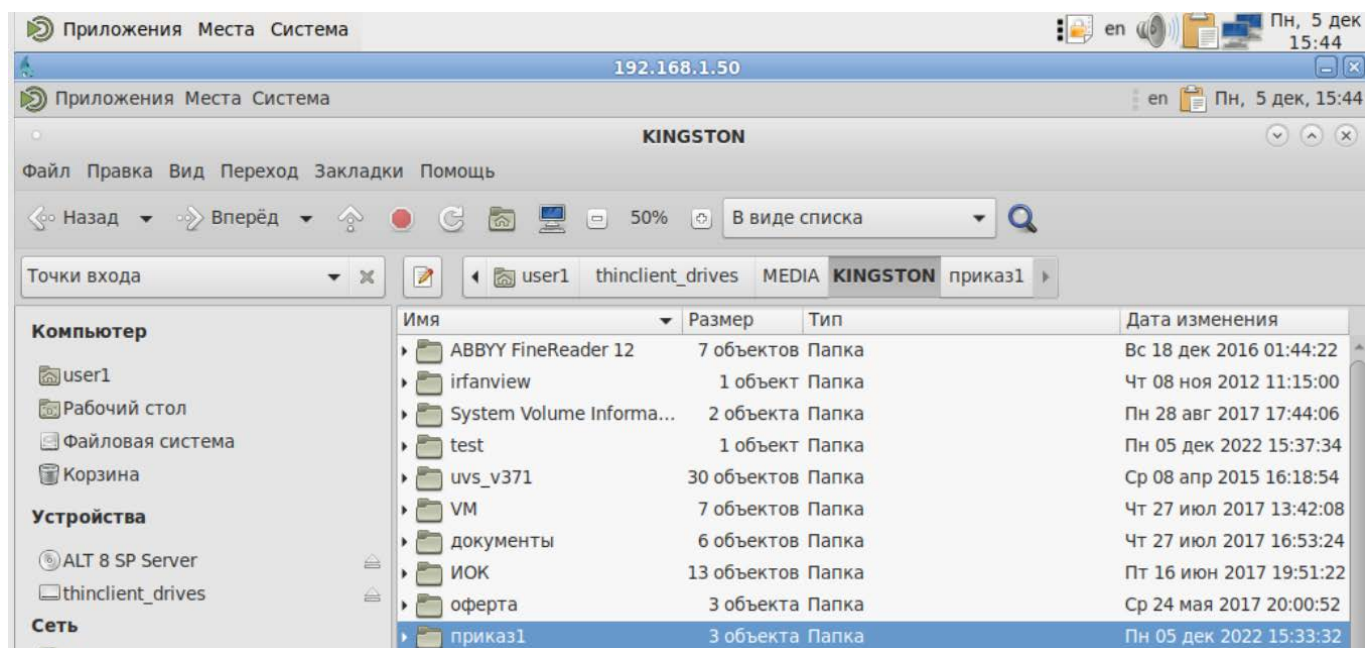 Приложения Места Система en Пн, 5 дек
15:44
192.168.1.50
Приложения Места Система en Пн, 5 дек, 15:44
KINGSTON
Файл Правка Вид Переход Закладки Помощь
Назад Вперёд 50% В виде списка
Точки входа user1 thinclient_drives MEDIA KINGSTON приказ1
Компьютер
user1
Рабочий стол
Файловая система
Корзина
Устройства
ALT 8 SP Server
thinclient_drives
Сеть
Имя Размер Тип Дата изменения
ABBYY FineReader 12 7 объектов Папка Вс 18 дек 2016 01:44:22
irfanview 1 объект Папка Чт 08 ноя 2012 11:15:00
System Volume Informa... 2 объекта Папка Пн 28 авг 2017 17:44:06
test 1 объект Папка Пн 05 дек 2022 15:37:34
uvs_v371 30 объектов Папка Ср 08 апр 2015 16:18:54
VM 7 объектов Папка Чт 27 июл 2017 13:42:08
документы 6 объектов Папка Чт 27 июл 2017 16:53:24
ИОК 13 объектов Папка Пт 16 июн 2017 19:51:22
оферта 3 объекта Папка Ср 24 мая 2017 20:00:52
приказ1 3 объекта Папка Пн 05 дек 2022 15:33:32